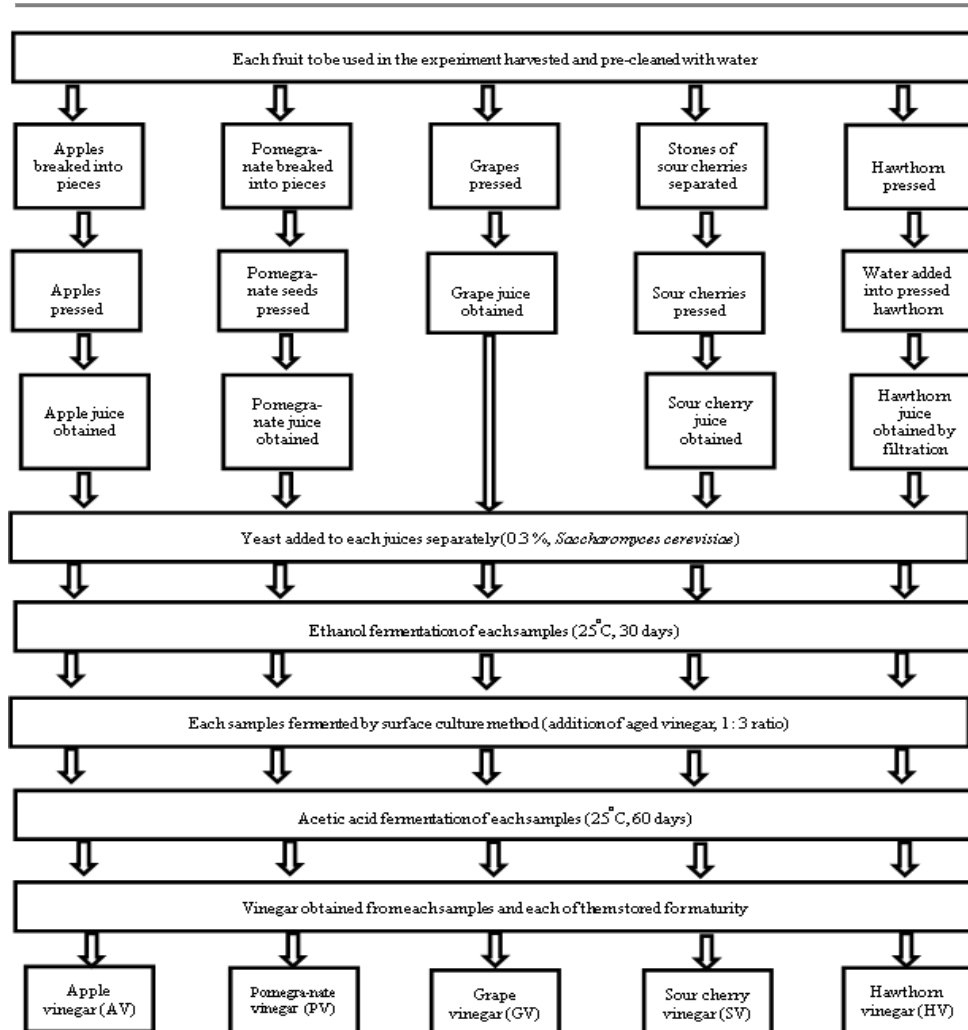 Each fruit to be used in the experiment harvested and pre-cleaned with water
Apples
breaked into
pieces
Pomegra-
nate breaked
into pieces
Grapes
pressed
Stones of
sour cherries
separated
Hawthorn
pressed
Apples
pressed
Pomegra-
nate seeds
pressed
Grape juice
obtained
Sour cherries
pressed
Water added
into pressed
hawthorn
Apple juice
obtained
Pomegra-
nate juice
obtained
Sour cherry
juice
obtained
Hawthorn
juice
obtained by
filtration
Yeast added to each juices separately (0.3 %, Saccharomyces cerevisiae)
Ethanol fermentation of each samples (25°C, 30 days)
Each samples fermented by surface culture method (addition of aged vinegar, 1 : 3 ratio)
Acetic acid fermentation of each samples (25°C, 60 days)
Vinegar obtained from each samples and each of them stored for maturity
Apple
vinegar (AV)
Pomegra-nate
vinegar (PV)
Grape
vinegar (GV)
Sour cherry
vinegar (SV)
Hawthorn
vinegar (HV)